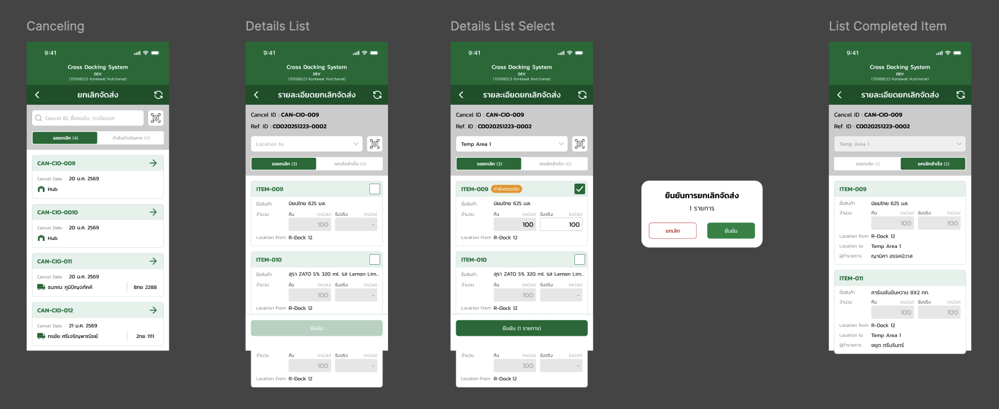 Canceling
9:41
Cross Docking System
DEV
(70088523 Konlawat Nutchanat)
ยกเลิกจัดส่ง
Cancel ID, ชื่อคนขับ, ทะเบียนรถ
รอยกเลิก (4)
กำลังดำเนินการ (0)
CAN-CIO-009
Cancel Date 20 ม.ค. 2569
Hub
CAN-CIO-0010
Cancel Date 20 ม.ค. 2569
Hub
CAN-CIO-011
Cancel Date 20 ม.ค. 2569
ธนภณ ภูมิปัญจภัคค์ 8กย 2288
CAN-CIO-012
Cancel Date 21 ม.ค. 2569
กรชัย ศรีเจริญพาณิชย์ 2กย 1111
Details List
9:41
Cross Docking System
DEV
(70088523 Konlawat Nutchanat)
รายละเอียดยกเลิกจัดส่ง
Cancel ID : CAN-CIO-009
Ref. ID : COO20251223-0002
Location to
รอยกเลิก (3)
ยกเลิกสำเร็จ (0)
ITEM-009
ชื่อสินค้า นิยมไทย 625 มล.
จำนวน คืน (หน่วย) รับจริง (หน่วย)
100 -
Location From R-Dock 12
ITEM-010
ชื่อสินค้า สุรา ZATO 5% 320 ml. รส Lemon Lim...
จำนวน คืน (หน่วย) รับจริง (หน่วย)
100 -
Location From R-Dock 12
ยืนยัน
จำนวน คืน (หน่วย) รับจริง (หน่วย)
100 -
Location From R-Dock 12
Details List Select
9:41
Cross Docking System
DEV
(70088523 Konlawat Nutchanat)
รายละเอียดยกเลิกจัดส่ง
Cancel ID : CAN-CIO-009
Ref. ID : COO20251223-0002
Temp Area 1
รอยกเลิก (3)
ยกเลิกสำเร็จ (0)
ITEM-009 กำลังตรวจรับ
ชื่อสินค้า นิยมไทย 625 มล.
จำนวน คืน (หน่วย) รับจริง (หน่วย)
100 100
Location From R-Dock 12
ITEM-010
ชื่อสินค้า สุรา ZATO 5% 320 ml. รส Lemon Lim...
จำนวน คืน (หน่วย) รับจริง (หน่วย)
100 -
Location From R-Dock 12
ยืนยัน (1 รายการ)
จำนวน คืน (หน่วย) รับจริง (หน่วย)
100 -
Location From R-Dock 12
ยืนยันการยกเลิกจัดส่ง
1 รายการ
ยกเลิก
ยืนยัน
List Completed Item
9:41
Cross Docking System
DEV
(70088523 Konlawat Nutchanat)
รายละเอียดยกเลิกจัดส่ง
Cancel ID : CAN-CIO-009
Ref. ID : COO20251223-0002
Temp Area 1
รอยกเลิก (1)
ยกเลิกสำเร็จ (2)
ITEM-009
ชื่อสินค้า นิยมไทย 625 มล.
จำนวน คืน (หน่วย) รับจริง (หน่วย)
100 100
Location from R-Dock 12
Location to Temp Area 1
ผู้ทำรายการ ญานิศา อรรคนิวาส
ITEM-011
ชื่อสินค้า คาร์เนชันข้นหวาน 8X2 กก.
จำนวน คืน (หน่วย) รับจริง (หน่วย)
100 100
Location from R-Dock 12
Location to Temp Area 1
ผู้ทำรายการ ชยุต ตรีนรินทร์